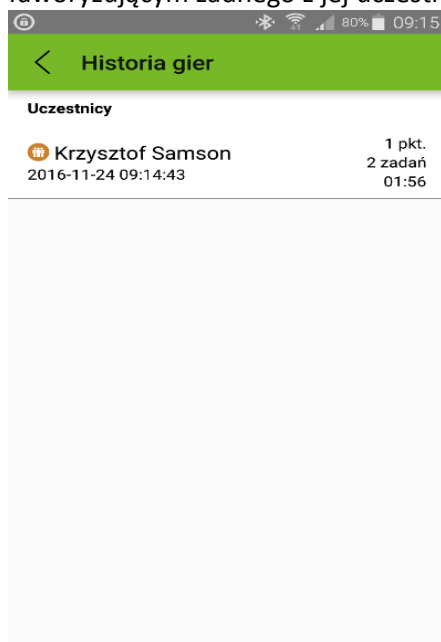 faworyzującym żadnego z jej uczest
80% 09:15
Historia gier
Uczestnicy
Krzysztof Samson
2016-11-24 09:14:43
1 pkt.
2 zadań
01:56